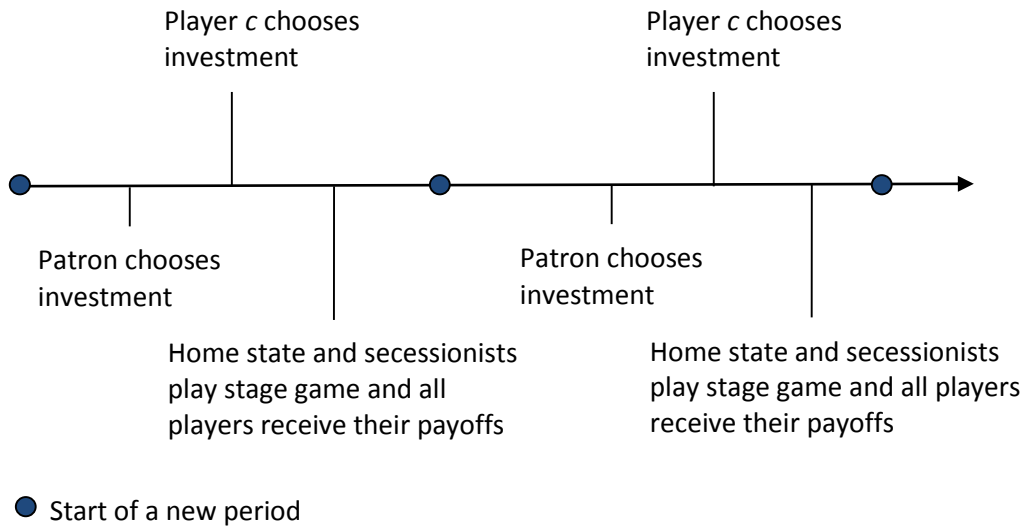 Player c chooses
investment
Player c chooses
investment
Patron chooses
investment
Patron chooses
investment
Home state and secessionists
play stage game and all
players receive their payoffs
Home state and secessionists
play stage game and all players
receive their payoffs
Start of a new period